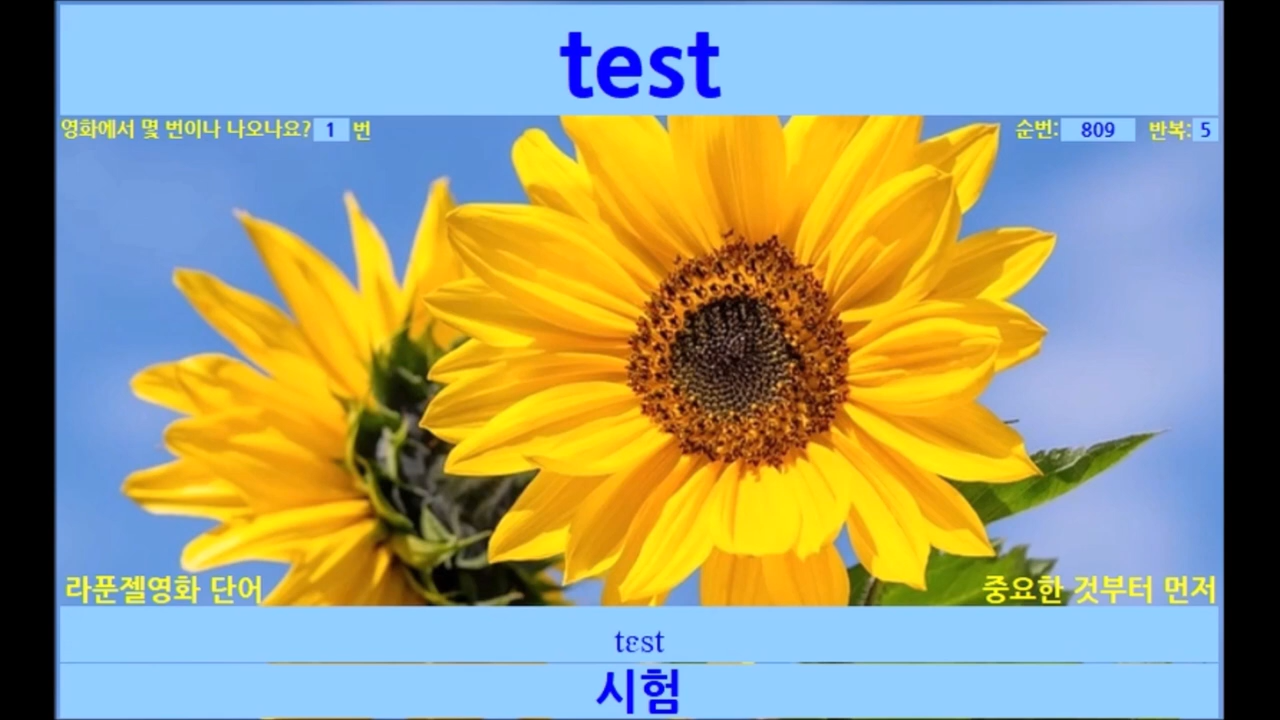 test
영화에서 몇 번이나 나오나요? 1 번
순번: 809 반복: 5
라푼젤영화 단어
중요한 것부터 먼저
tɛst
시험